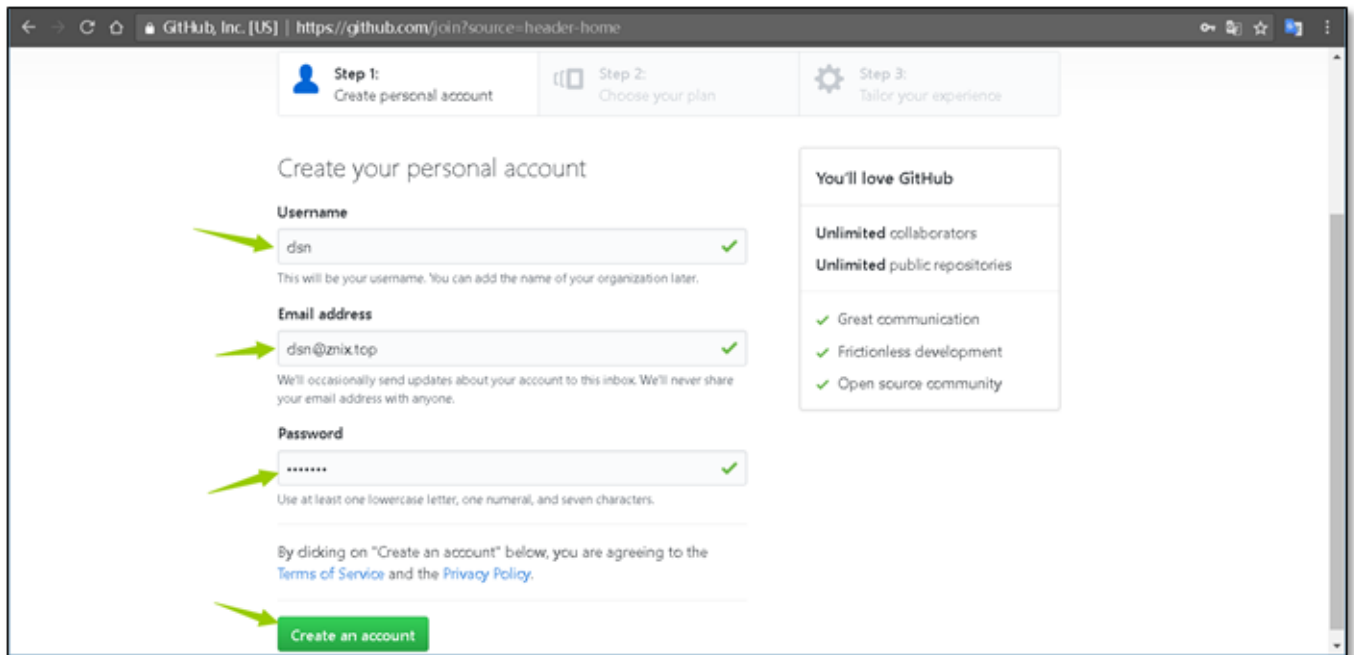 GitHub, Inc. [US] | https://github.com/join?source=header-home
Step 1:
Create personal account
Step 2:
Choose your plan
Step 3:
Tailor your experience
Create your personal account
Username
dsn
This will be your username. You can add the name of your organization later.
Email address
dsn@znix.top
We'll occasionally send updates about your account to this inbox. We'll never share
your email address with anyone.
Password
•••••••
Use at least one lowercase letter, one numeral, and seven characters.
By clicking on "Create an account" below, you are agreeing to the
Terms of Service and the Privacy Policy.
Create an account
You'll love GitHub
Unlimited collaborators
Unlimited public repositories
Great communication
Frictionless development
Open source community